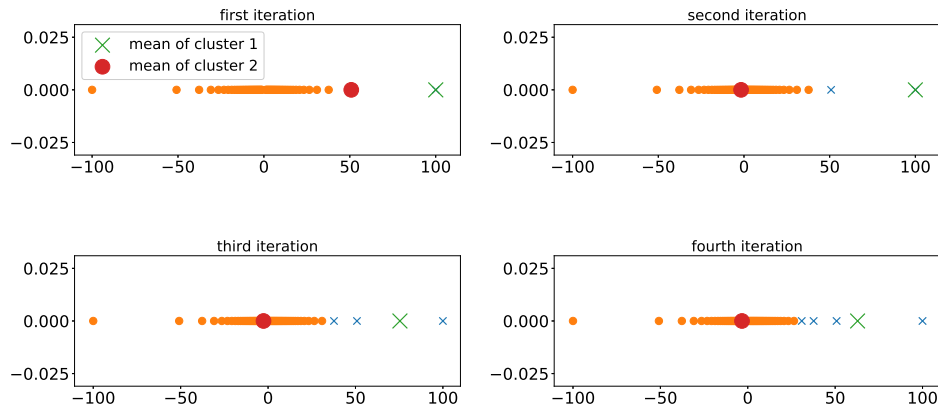 first iteration
0.025
0.000
−0.025
mean of cluster 1
mean of cluster 2
−100 −50 0 50 100
second iteration
0.025
0.000
−0.025
−100 −50 0 50 100
third iteration
0.025
0.000
−0.025
−100 −50 0 50 100
fourth iteration
0.025
0.000
−0.025
−100 −50 0 50 100